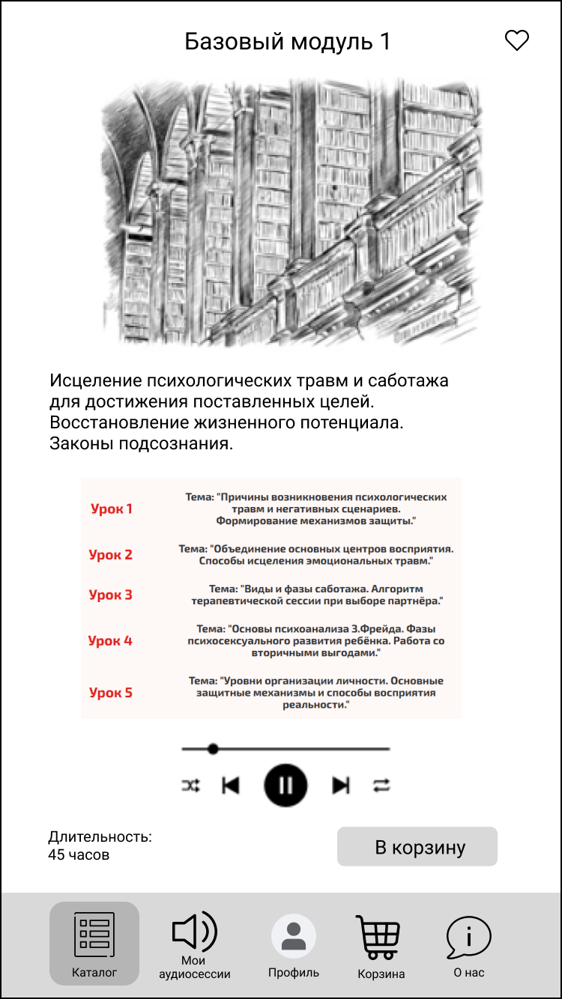 Базовый модуль 1
Исцеление психологических травм и саботажа
для достижения поставленных целей.
Восстановление жизненного потенциала.
Законы подсознания.
Урок 1
Тема: "Причины возникновения психологических
травм и негативных сценариев.
Формирование механизмов защиты."
Урок 2
Тема: "Объединение основных центров восприятия.
Способы исцеления эмоциональных травм."
Урок 3
Тема: "Виды и фазы саботажа. Алгоритм
терапевтической сессии при выборе партнёра."
Урок 4
Тема: "Основы психоанализа З.Фрейда. Фазы
психосексуального развития ребёнка. Работа со
вторичными выгодами."
Урок 5
Тема: "Уровни организации личности. Основные
защитные механизмы и способы восприятия
реальности."
Длительность:
45 часов
В корзину
Каталог
Мои
аудиосессии
Профиль
Корзина
О нас